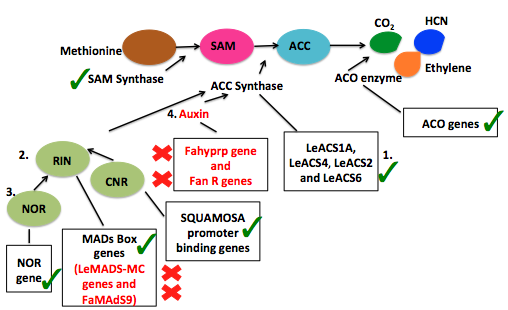 CO2
HCN
Methionine
SAM
ACC
SAM Synthase
ACO enzyme
Ethylene
ACC Synthase
4. Auxin
ACO genes
LeACS1A,
LeACS4, LeACS2
and LeACS6
1.
Fahyprp gene
and
Fan R genes
2.
RIN
CNR
3.
NOR
SQUAMOSA
promoter
binding genes
MADs Box
genes
(LeMADS-MC
genes and
FaMAdS9)
NOR
gene